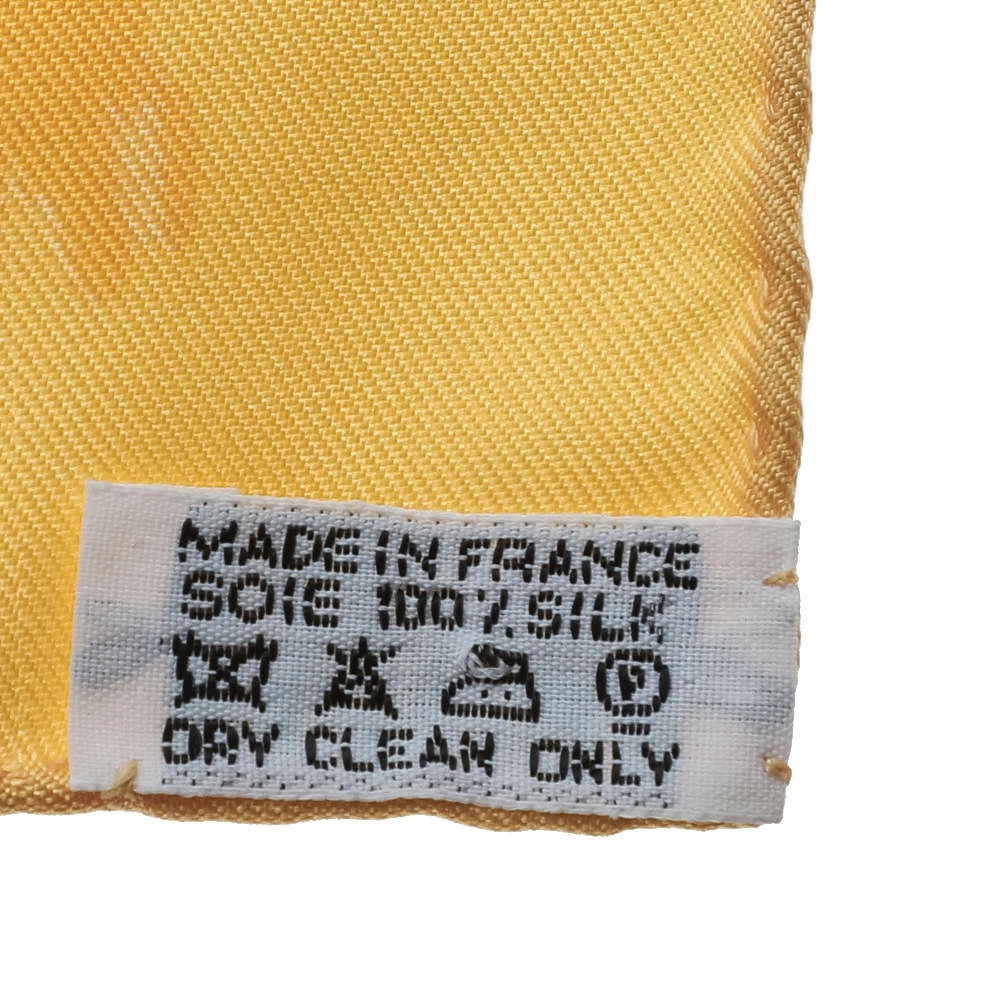 MADE IN FRANCE
SOIE 100% SILK
P
DRY CLEAN ONLY